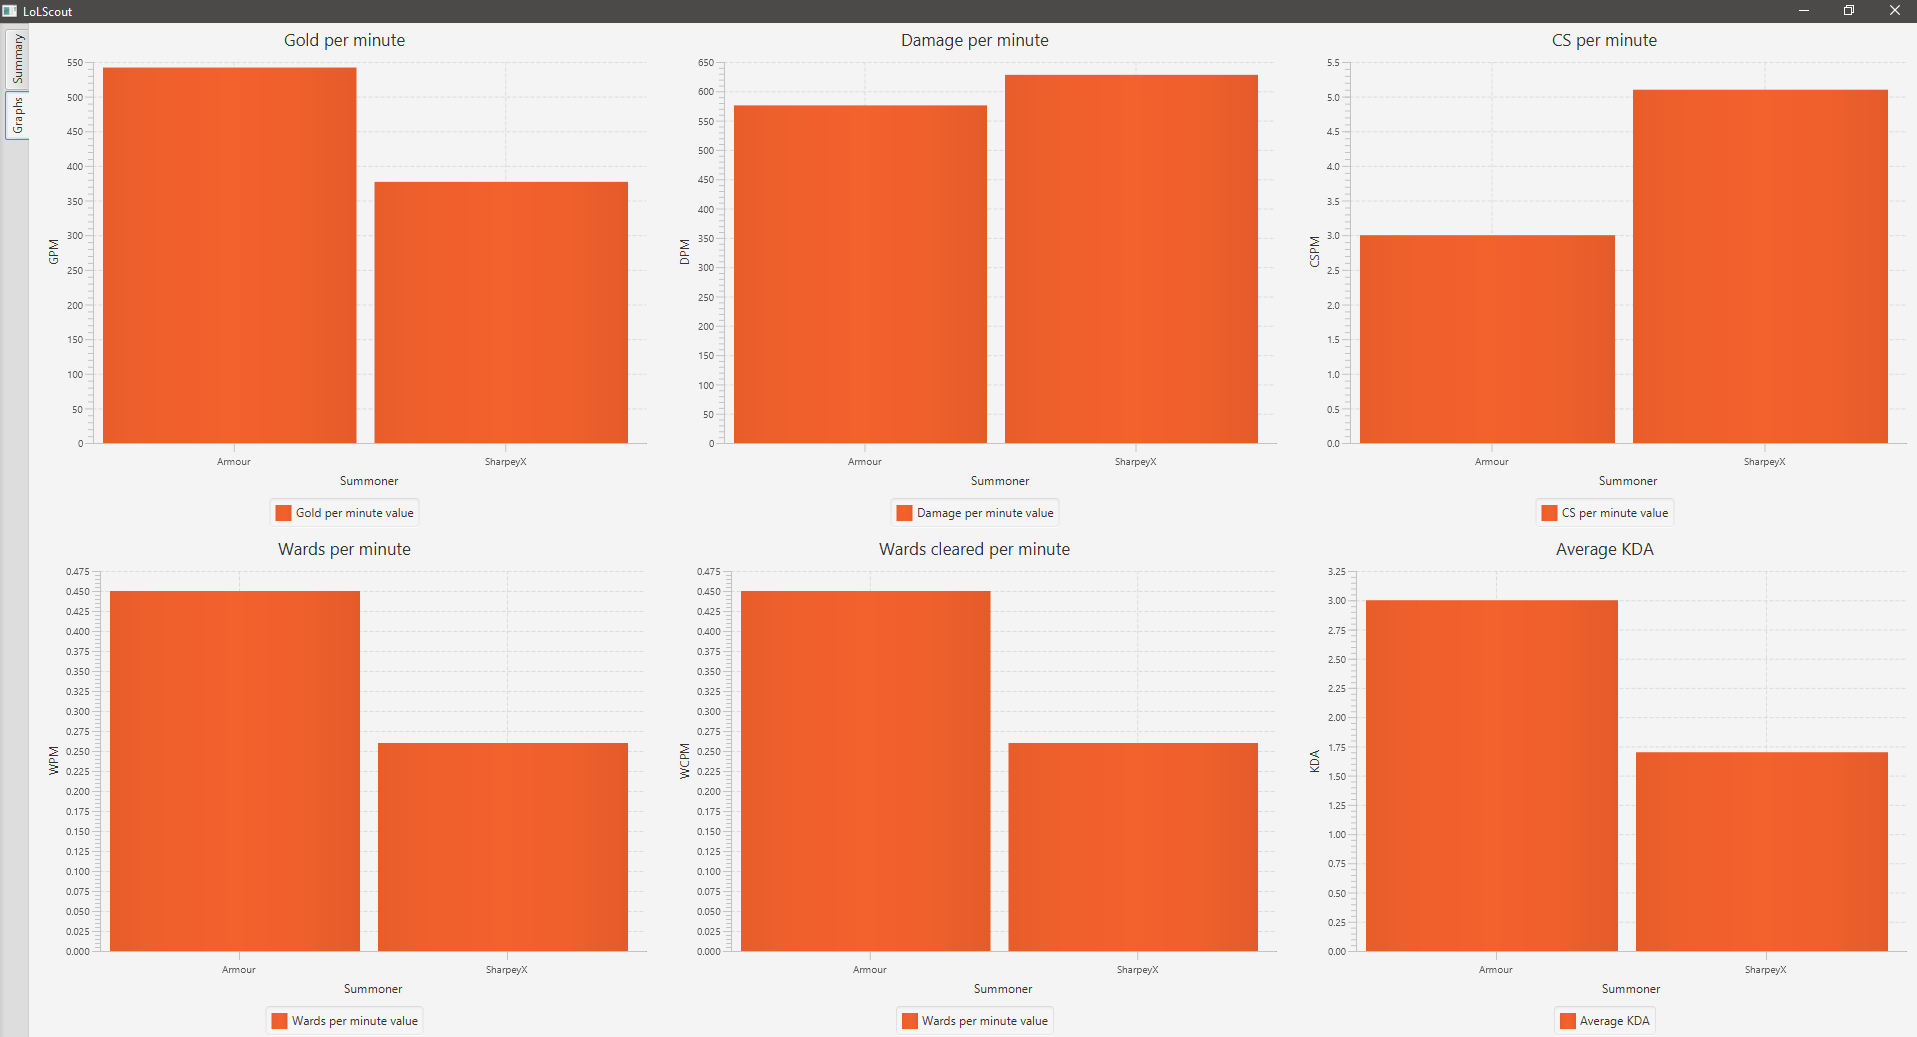 LoLScout
Summary
Graphs
Gold per minute
550
500
450
400
350
300
250
200
150
100
50
0
GPM
Armour
SharpeyX
Summoner
Gold per minute value
Damage per minute
650
600
550
500
450
400
350
300
250
200
150
100
50
0
DPM
Armour
SharpeyX
Summoner
Damage per minute value
CS per minute
5.5
5.0
4.5
4.0
3.5
3.0
2.5
2.0
1.5
1.0
0.5
0.0
CSPM
Armour
SharpeyX
Summoner
CS per minute value
Wards per minute
0.475
0.450
0.425
0.400
0.375
0.350
0.325
0.300
0.275
0.250
0.225
0.200
0.175
0.150
0.125
0.100
0.075
0.050
0.025
0.000
WPM
Armour
SharpeyX
Summoner
Wards per minute value
Wards cleared per minute
0.475
0.450
0.425
0.400
0.375
0.350
0.325
0.300
0.275
0.250
0.225
0.200
0.175
0.150
0.125
0.100
0.075
0.050
0.025
0.000
WCPM
Armour
SharpeyX
Summoner
Wards per minute value
Average KDA
3.25
3.00
2.75
2.50
2.25
2.00
1.75
1.50
1.25
1.00
0.75
0.50
0.25
0.00
KDA
Armour
SharpeyX
Summoner
Average KDA